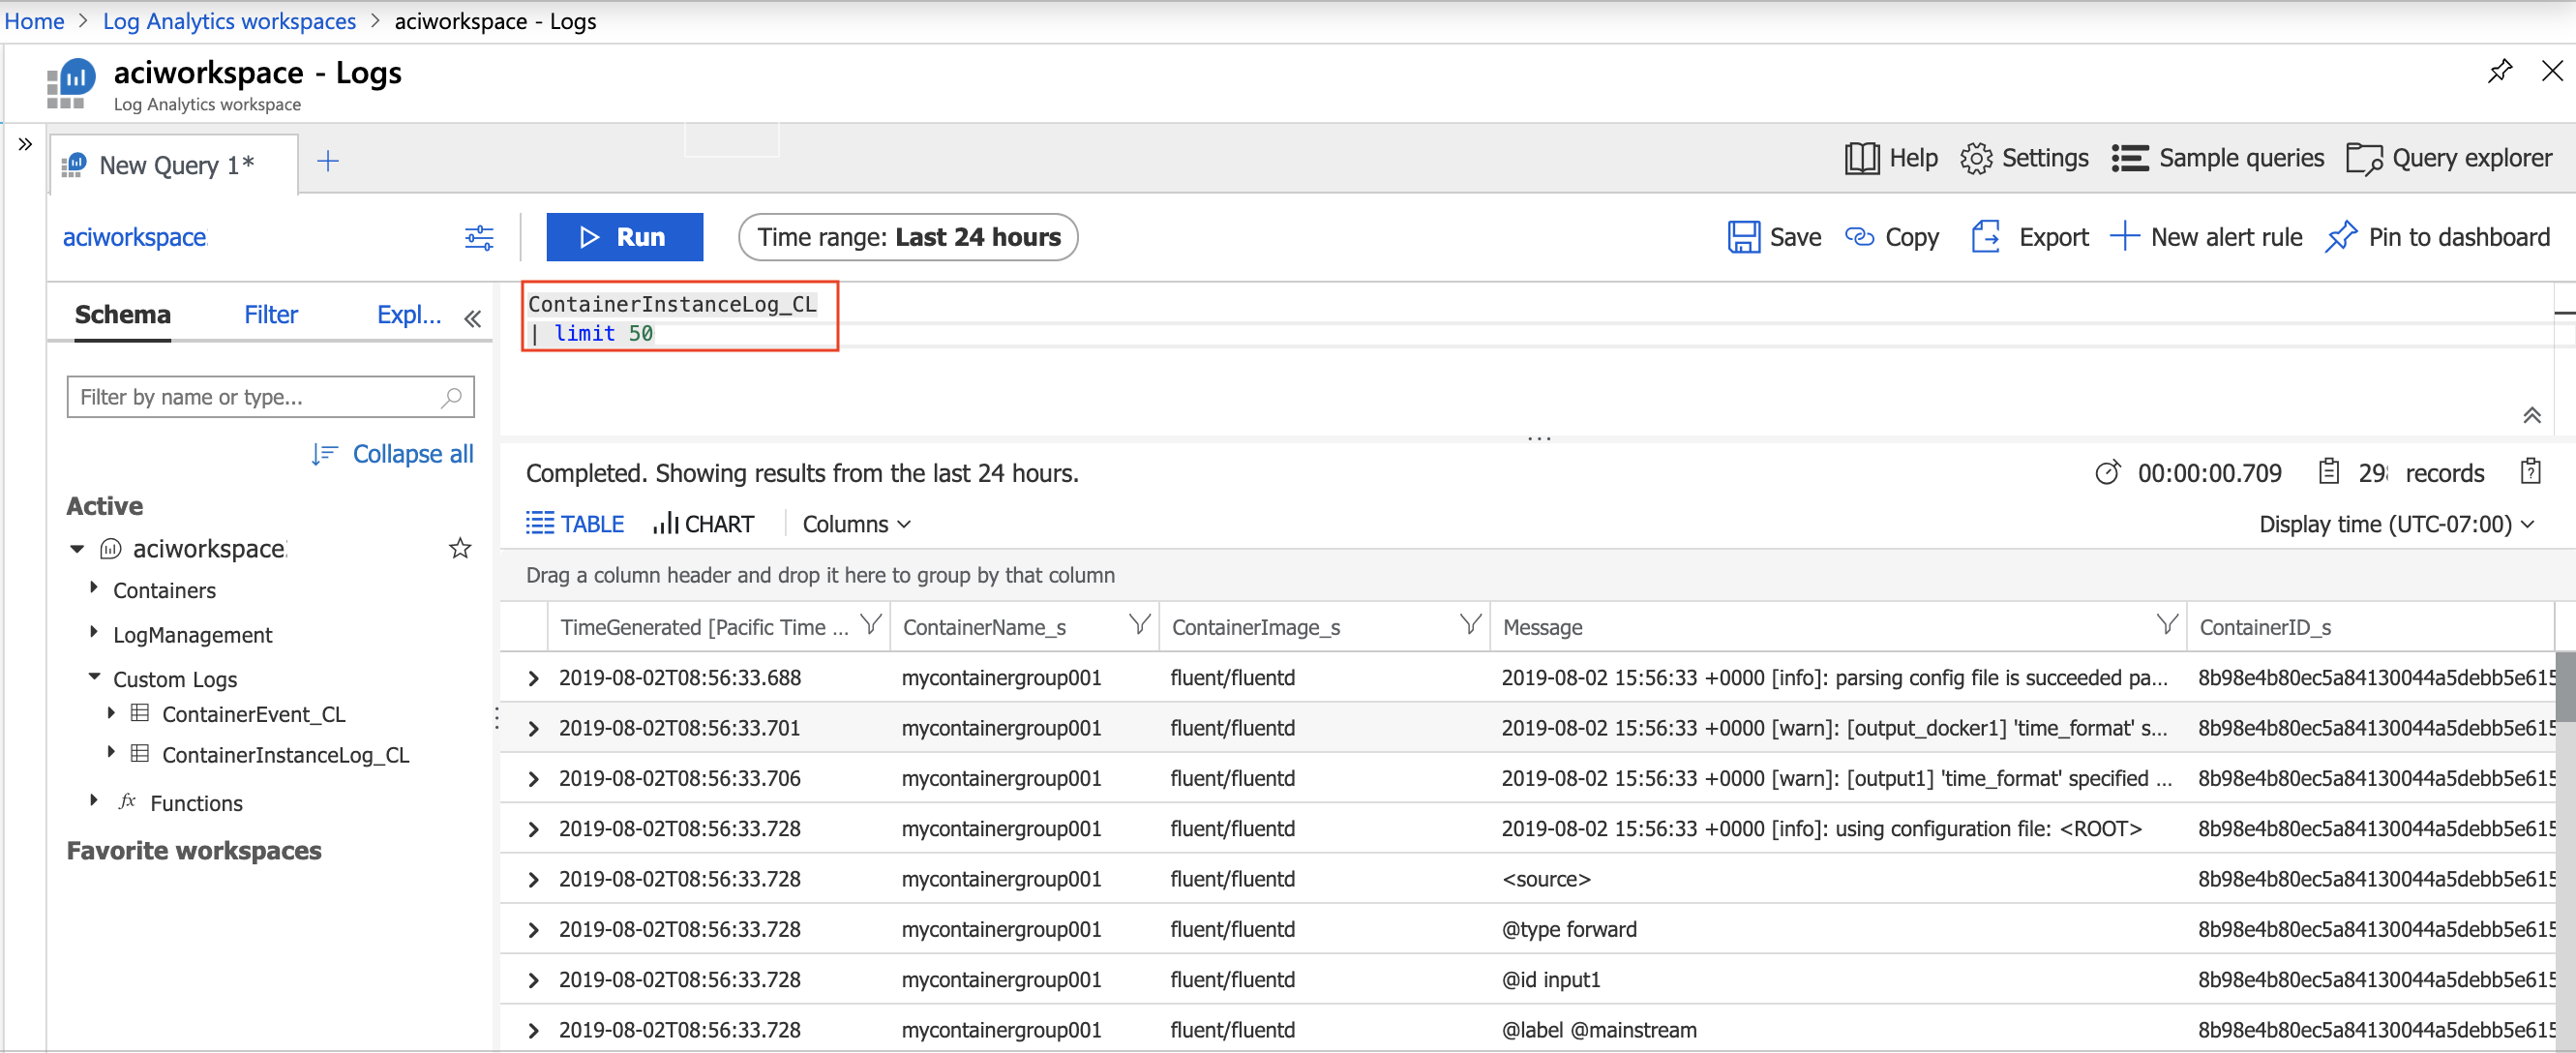 Home > Log Analytics workspaces > aciworkspace - Logs
aciworkspace - Logs
Log Analytics workspace
New Query 1*
Help Settings Sample queries Query explorer
aciworkspace
Run
Time range: Last 24 hours
Save Copy Export New alert rule Pin to dashboard
Schema Filter Expl...
Filter by name or type...
Collapse all
Active
aciworkspace
Containers
LogManagement
Custom Logs
ContainerEvent_CL
ContainerInstanceLog_CL
Functions
Favorite workspaces
ContainerInstanceLog_CL
| limit 50
Completed. Showing results from the last 24 hours.
00:00:00.709 records
TABLE CHART Columns
Display time (UTC-07:00)
Drag a column header and drop it here to group by that column
TimeGenerated [Pacific Time ... ContainerName_s ContainerImage_s Message ContainerID_s
2019-08-02T08:56:33.688 mycontainergroup001 fluent/fluentd 2019-08-02 15:56:33 +0000 [info]: parsing config file is succeeded pa... 8b98e4b80ec5a84130044a5debb5e615
2019-08-02T08:56:33.701 mycontainergroup001 fluent/fluentd 2019-08-02 15:56:33 +0000 [warn]: [output_docker1] 'time_format' s... 8b98e4b80ec5a84130044a5debb5e615
2019-08-02T08:56:33.706 mycontainergroup001 fluent/fluentd 2019-08-02 15:56:33 +0000 [warn]: [output1] 'time_format' specified ... 8b98e4b80ec5a84130044a5debb5e615
2019-08-02T08:56:33.728 mycontainergroup001 fluent/fluentd 2019-08-02 15:56:33 +0000 [info]: using configuration file: <ROOT> 8b98e4b80ec5a84130044a5debb5e615
2019-08-02T08:56:33.728 mycontainergroup001 fluent/fluentd <source> 8b98e4b80ec5a84130044a5debb5e615
2019-08-02T08:56:33.728 mycontainergroup001 fluent/fluentd @type forward 8b98e4b80ec5a84130044a5debb5e615
2019-08-02T08:56:33.728 mycontainergroup001 fluent/fluentd @id input1 8b98e4b80ec5a84130044a5debb5e615
2019-08-02T08:56:33.728 mycontainergroup001 fluent/fluentd @label @mainstream 8b98e4b80ec5a84130044a5debb5e615